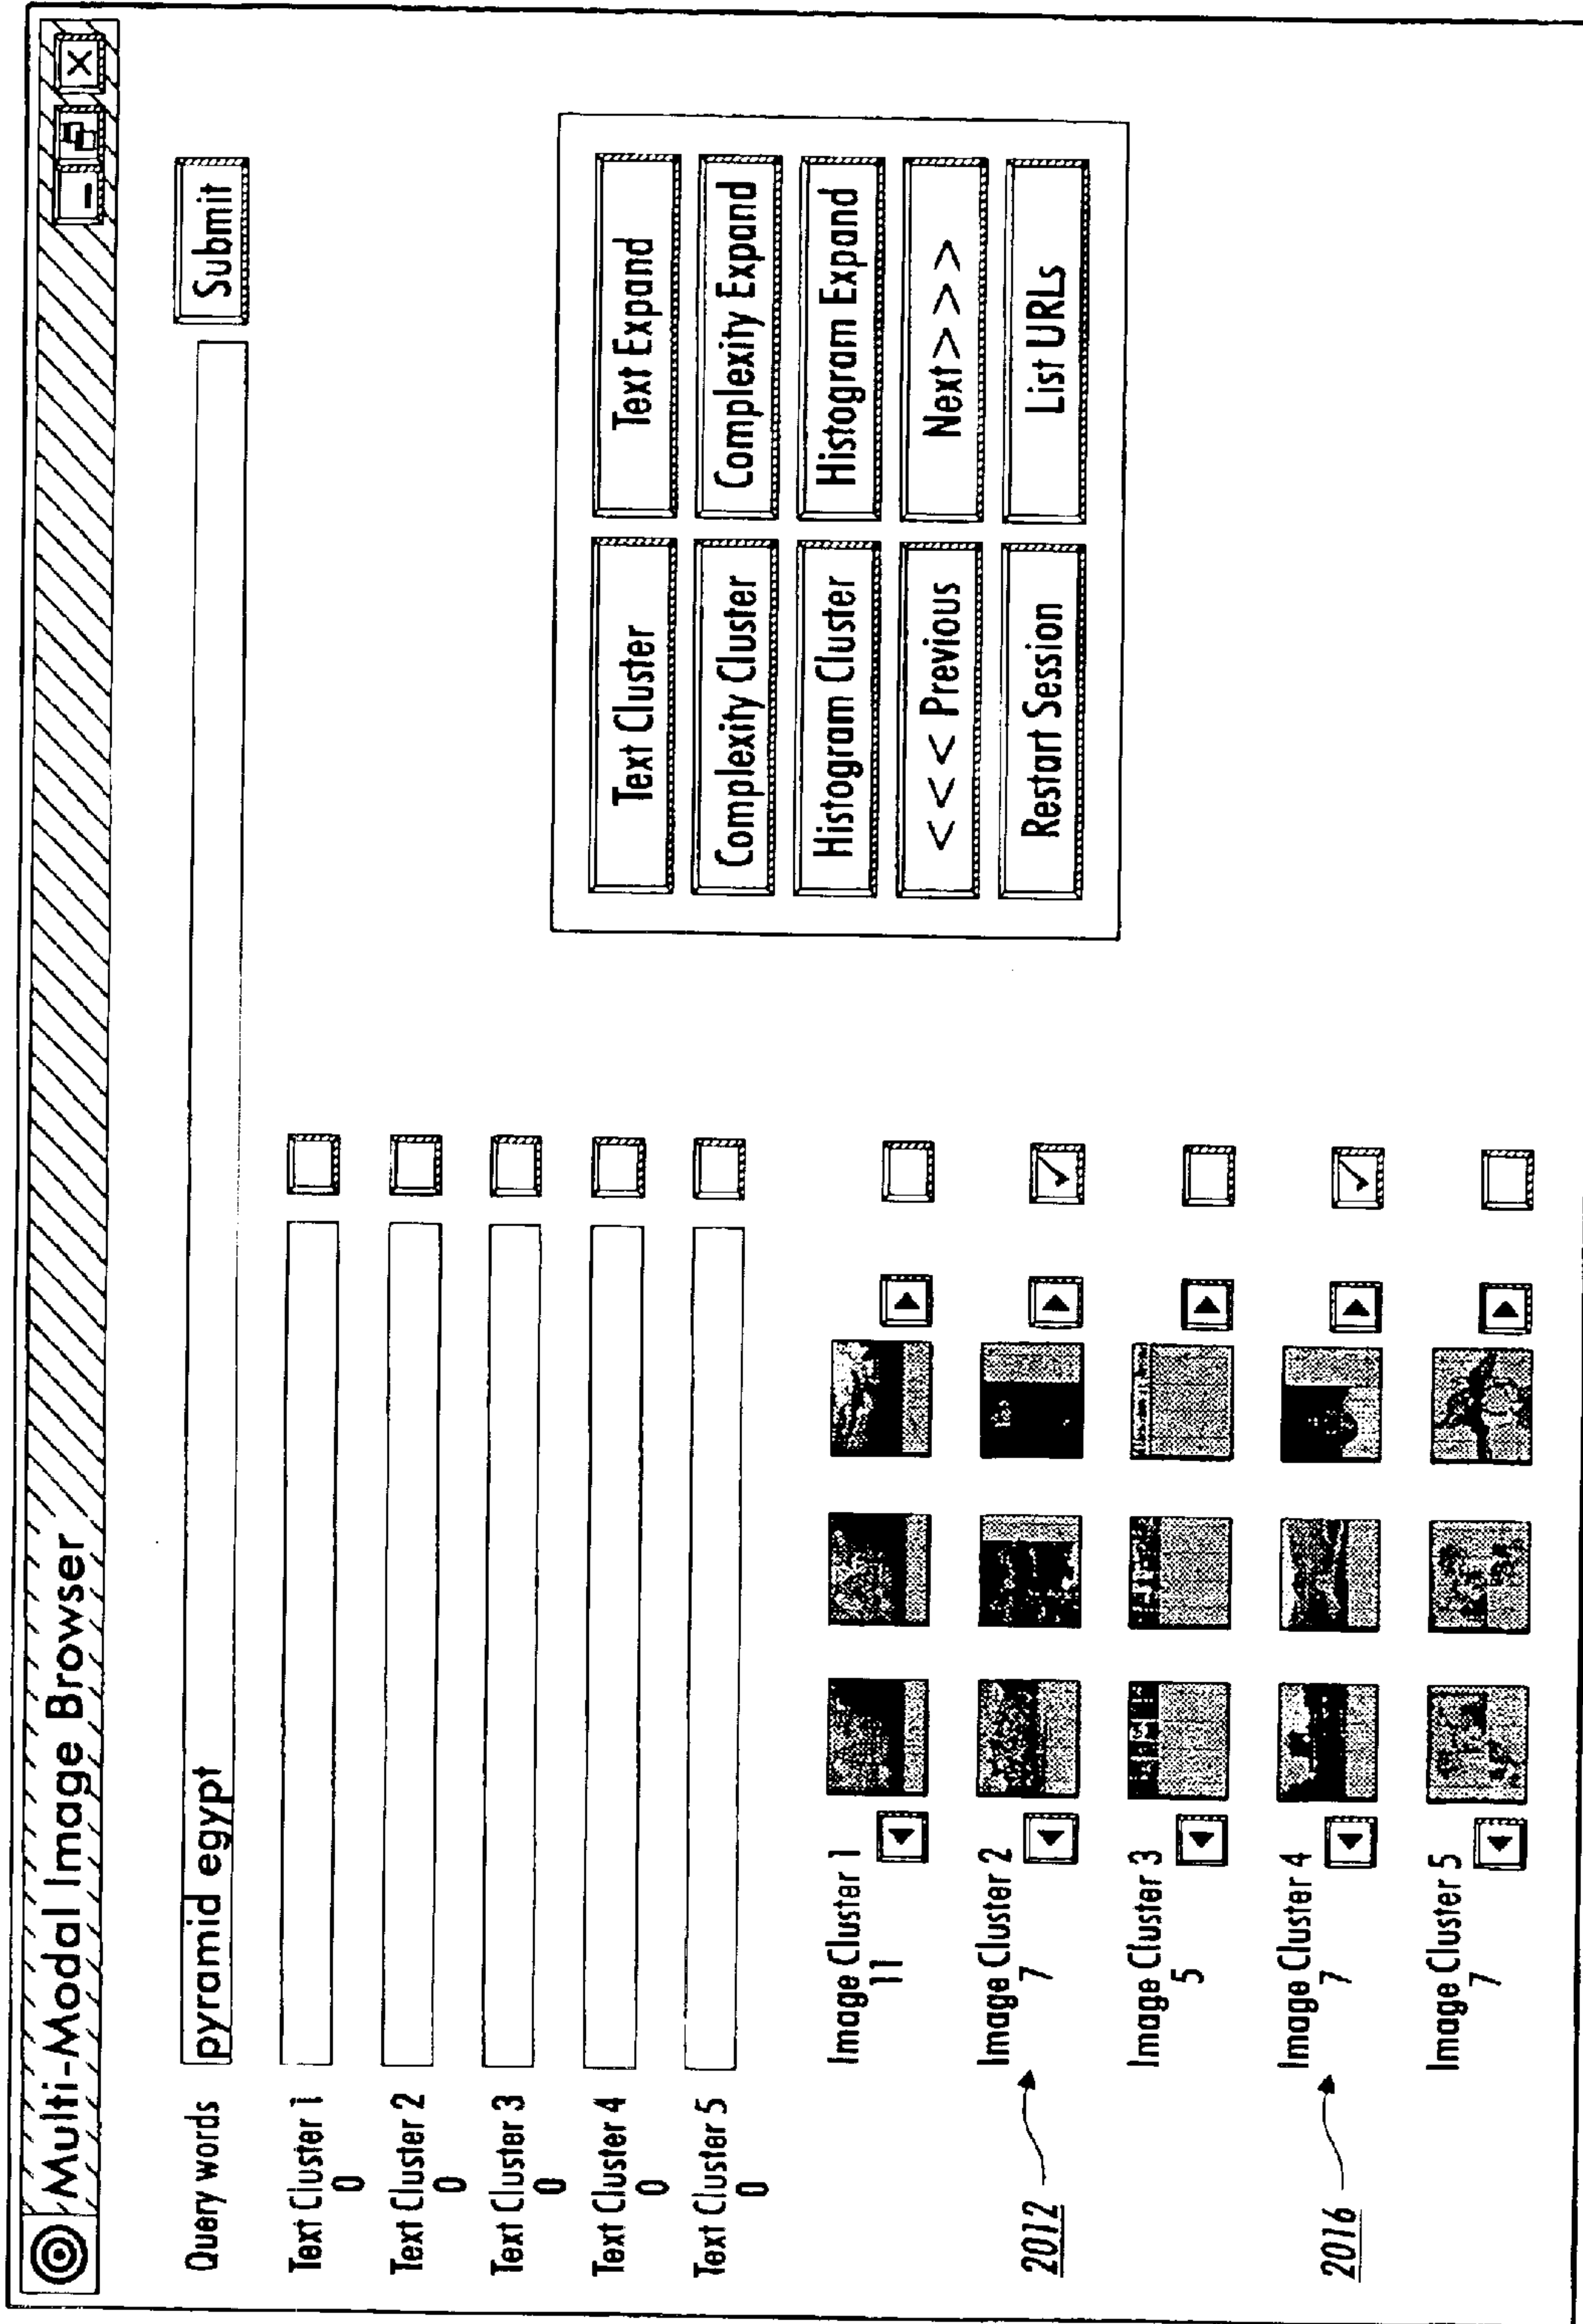 Multi-Modal Image Browser
Query words pyramid egypt Submit
Text Cluster 1
0
Text Cluster 2
0
Text Cluster 3
0
Text Cluster 4
0
Text Cluster 5
0
Text Cluster Text Expand
Complexity Cluster Complexity Expand
Histogram Cluster Histogram Expand
<<< Previous Next >>>
Restart Session List URLs
Image Cluster 1
11
2012 Image Cluster 2
7
Image Cluster 3
5
2016 Image Cluster 4
7
Image Cluster 5
7